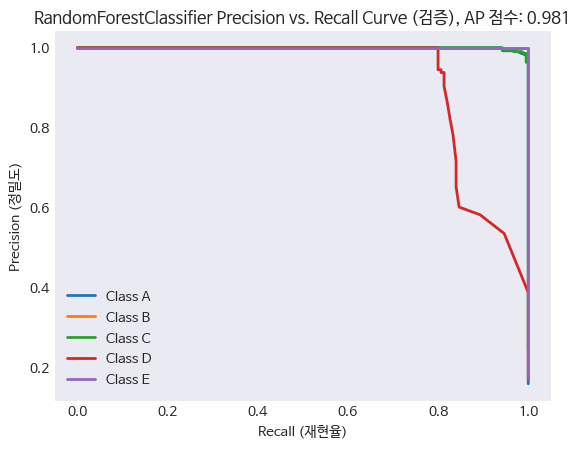 RandomForestClassifier Precision vs. Recall Curve (검증), AP 점수: 0.981
1.0
0.8
0.6
0.4
0.2
Precision (정밀도)
Class A
Class B
Class C
Class D
Class E
0.0 0.2 0.4 0.6 0.8 1.0
Recall (재현율)